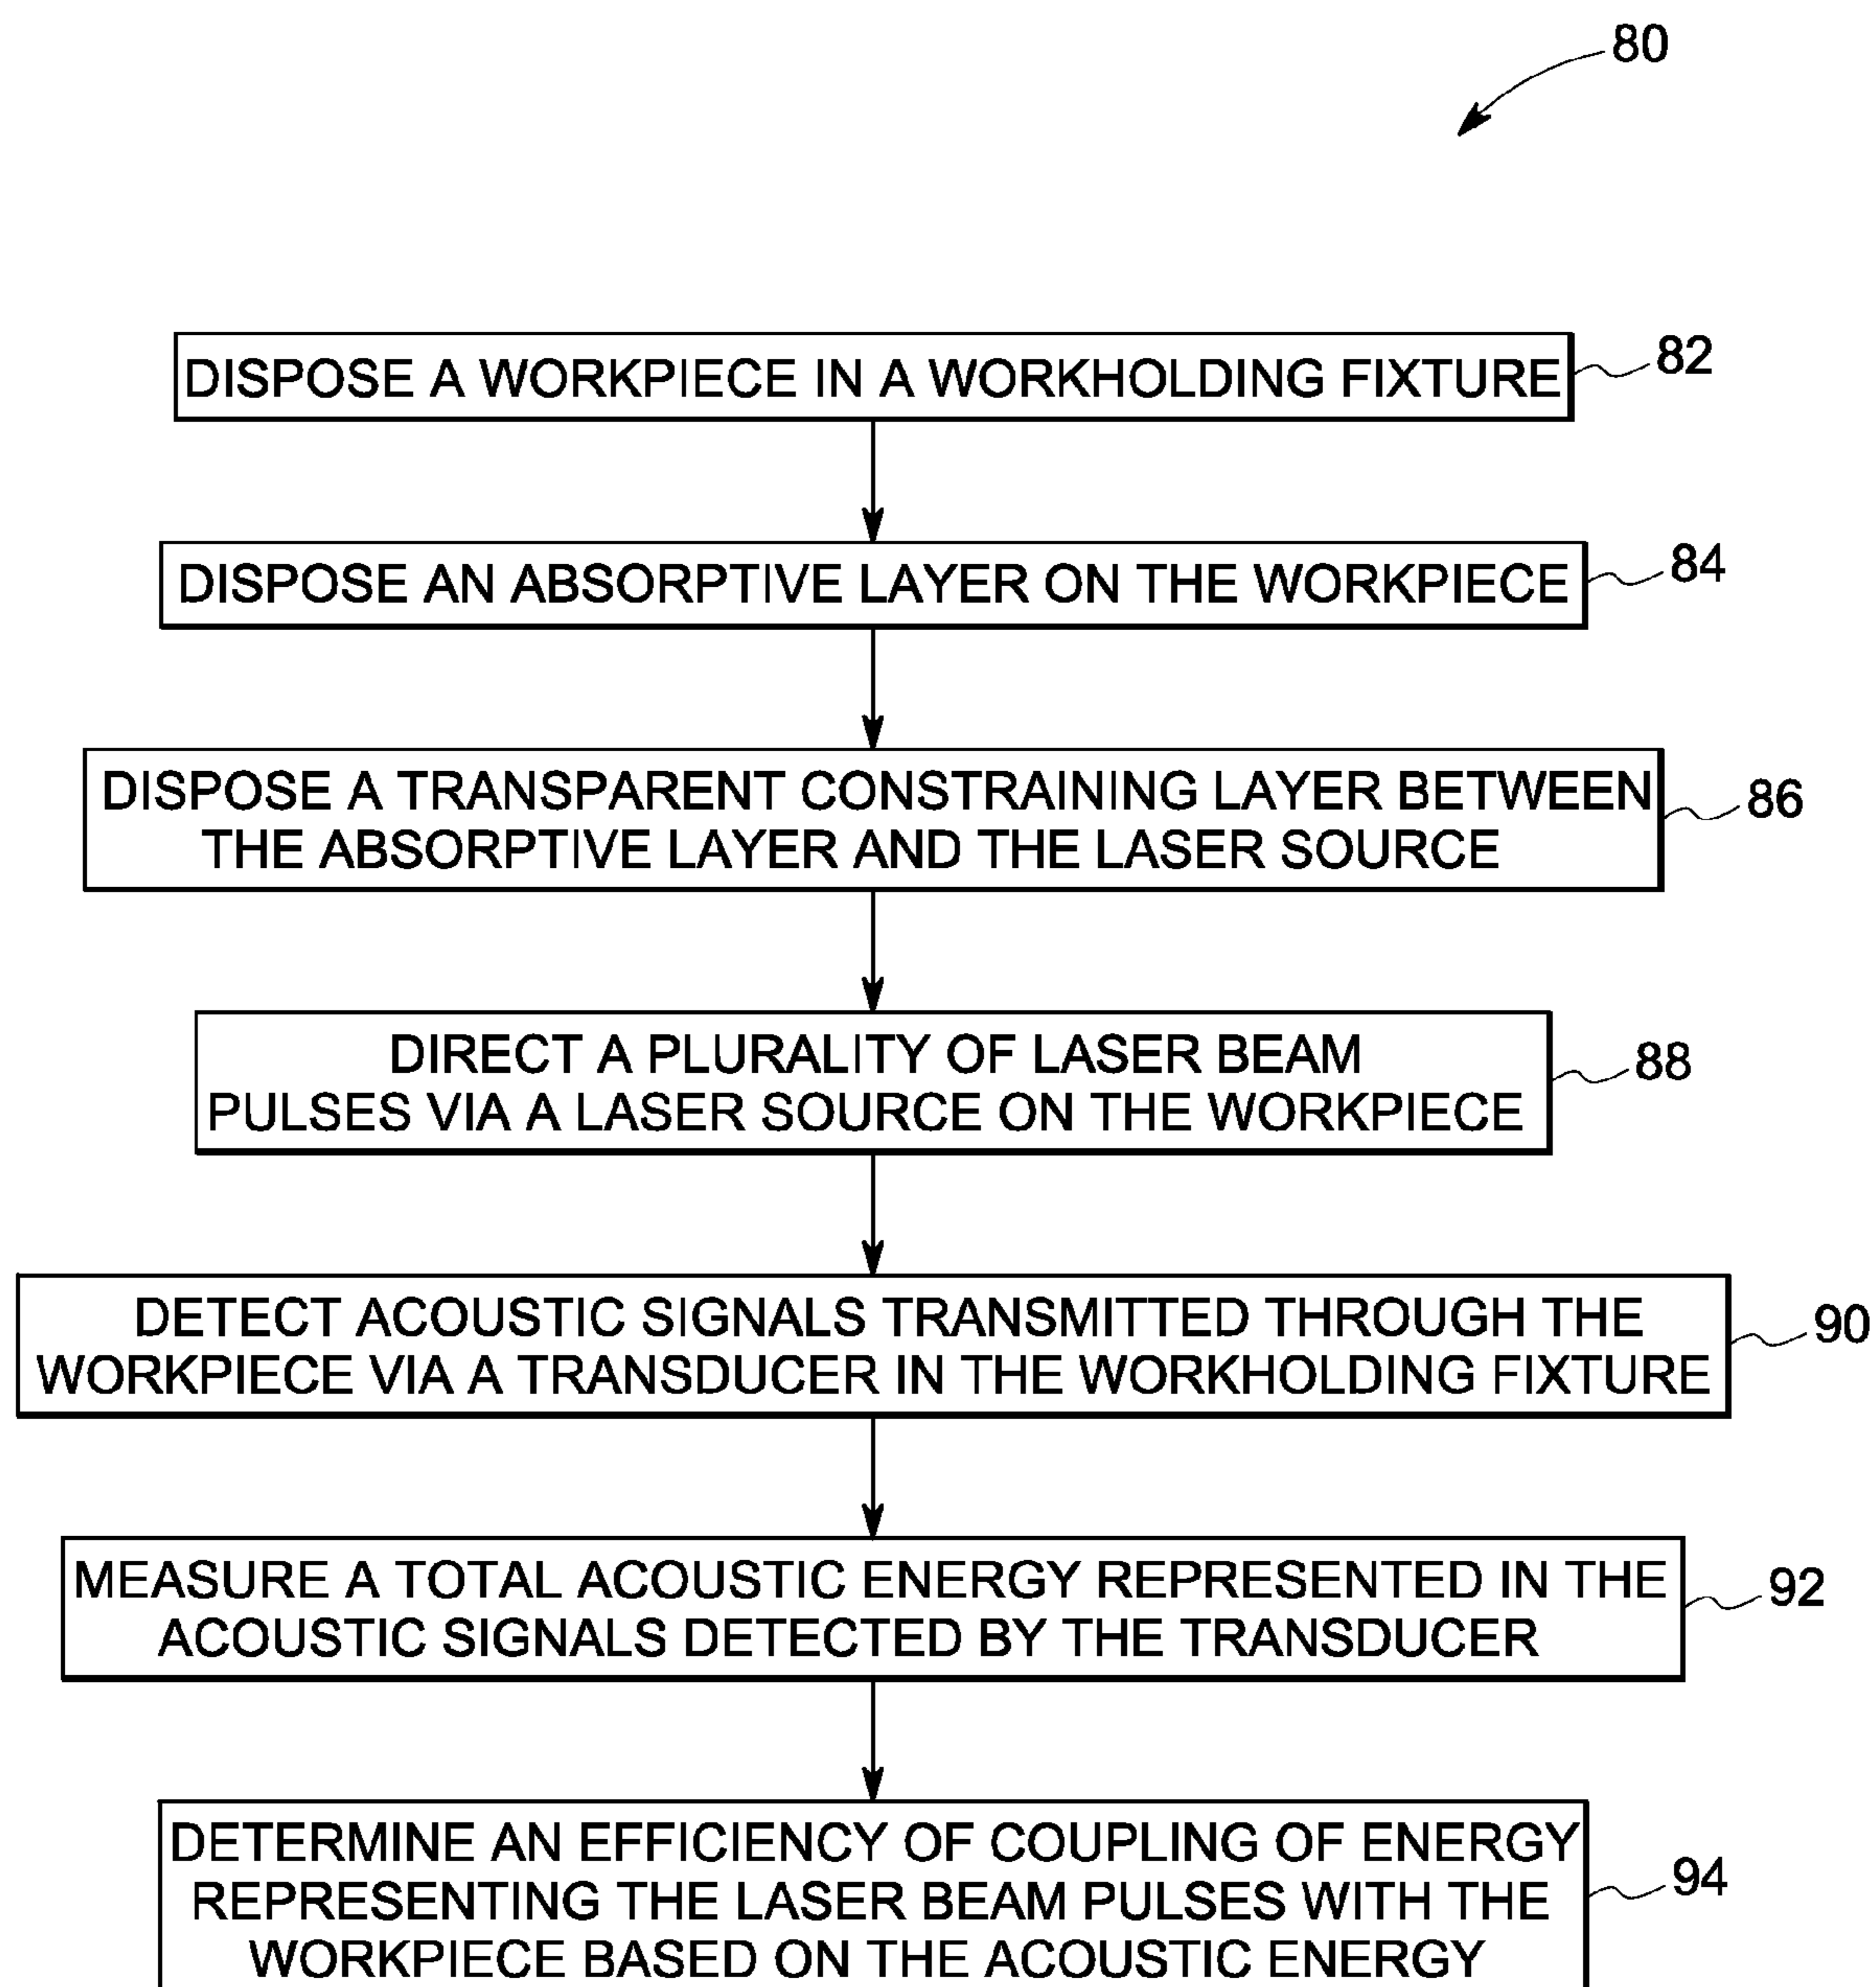 80
DISPOSE A WORKPIECE IN A WORKHOLDING FIXTURE
82
DISPOSE AN ABSORPTIVE LAYER ON THE WORKPIECE
84
DISPOSE A TRANSPARENT CONSTRAINING LAYER BETWEEN
THE ABSORPTIVE LAYER AND THE LASER SOURCE
86
DIRECT A PLURALITY OF LASER BEAM
PULSES VIA A LASER SOURCE ON THE WORKPIECE
88
DETECT ACOUSTIC SIGNALS TRANSMITTED THROUGH THE
WORKPIECE VIA A TRANSDUCER IN THE WORKHOLDING FIXTURE
90
MEASURE A TOTAL ACOUSTIC ENERGY REPRESENTED IN THE
ACOUSTIC SIGNALS DETECTED BY THE TRANSDUCER
92
DETERMINE AN EFFICIENCY OF COUPLING OF ENERGY
REPRESENTING THE LASER BEAM PULSES WITH THE
WORKPIECE BASED ON THE ACOUSTIC ENERGY
94